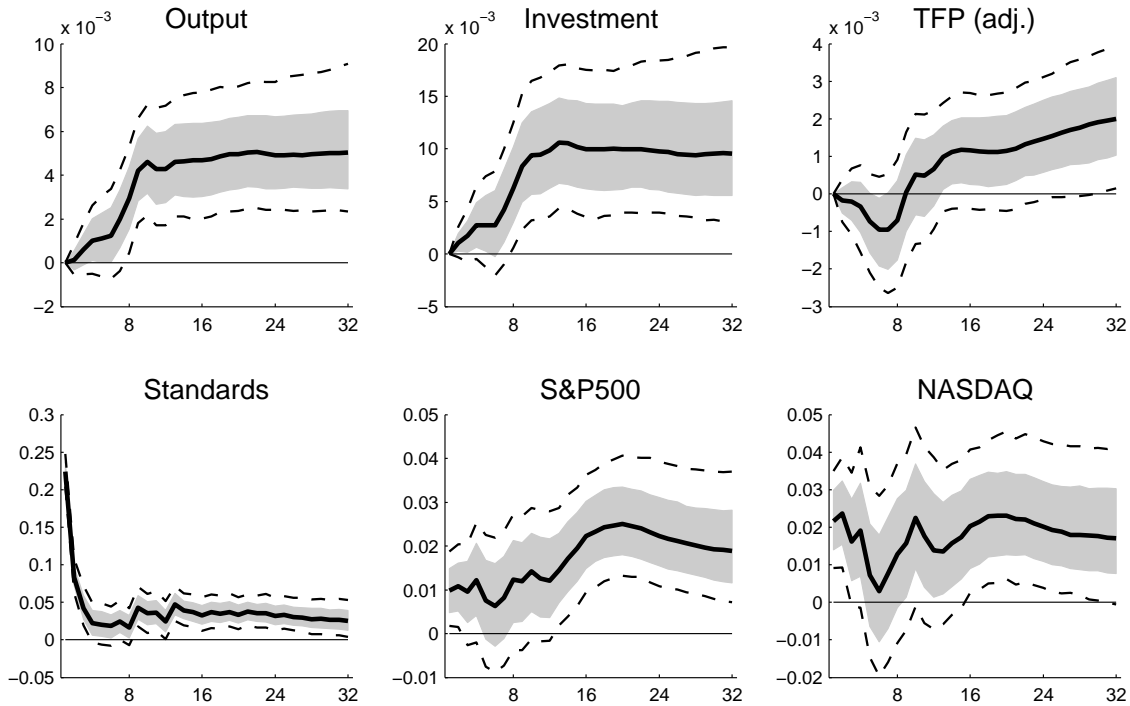 Output
x 10−3
10
8
6
4
2
0
−2
8 16 24 32
Investment
x 10−3
20
15
10
5
0
−5
8 16 24 32
TFP (adj.)
x 10−3
4
3
2
1
0
−1
−2
−3
8 16 24 32
Standards
0.3
0.25
0.2
0.15
0.1
0.05
0
−0.05
8 16 24 32
S&P500
0.05
0.04
0.03
0.02
0.01
0
−0.01
8 16 24 32
NASDAQ
0.05
0.04
0.03
0.02
0.01
0
−0.01
−0.02
8 16 24 32